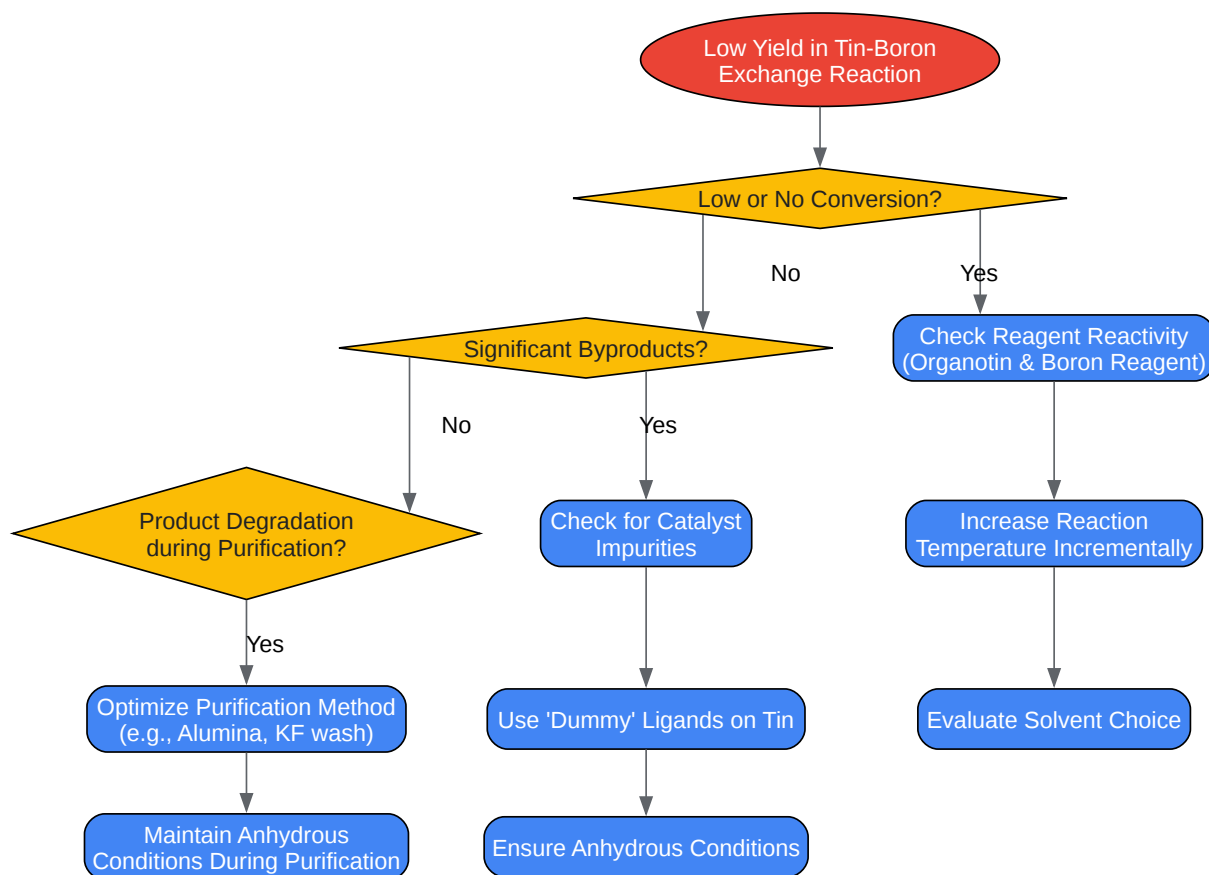 Low Yield in Tin-Boron
Exchange Reaction
Low or No Conversion?
No
Yes
Significant Byproducts?
Check Reagent Reactivity
(Organotin & Boron Reagent)
No
Yes
Product Degradation
during Purification?
Check for Catalyst
Impurities
Increase Reaction
Temperature Incrementally
Yes
Optimize Purification Method
(e.g., Alumina, KF wash)
Use 'Dummy' Ligands on Tin
Evaluate Solvent Choice
Maintain Anhydrous
Conditions During Purification
Ensure Anhydrous Conditions